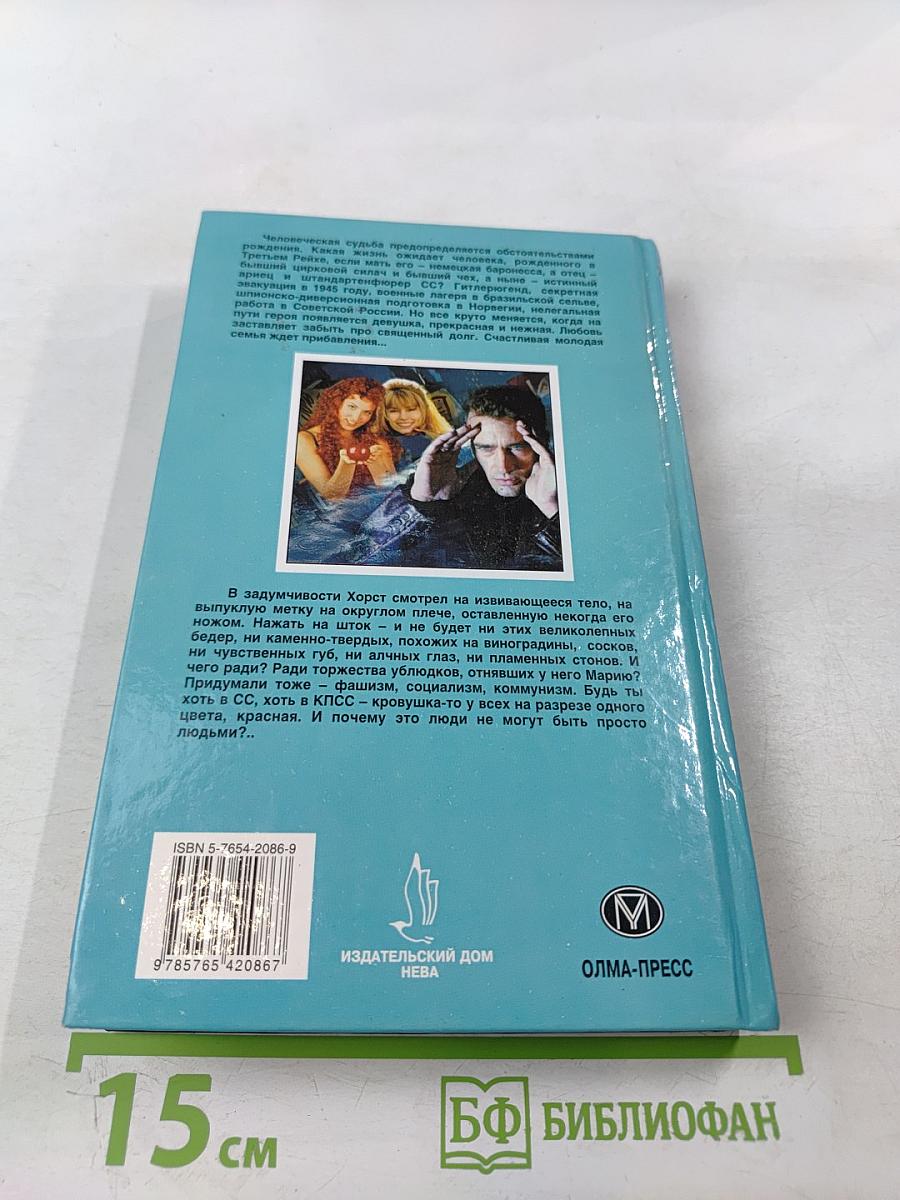 Человеческая судьба предопределяется обстоятельствами
рождения. Какая жизнь ожидает человека, рожденного в
Третьем Рейхе, если мать его – немецкая баронесса, а отец –
бывший цирковой силач и бывший чех, а ныне – истинный
ариец и штандартенфюрер СС? Гитлерюгенд, секретная
эвакуация в 1945 году, военные лагеря в бразильской сельве,
шпионско-диверсионная подготовка в Норвегии, нелегальная
работа в Советской России. Но все круто меняется, когда на
пути героя появляется девушка, прекрасная и нежная. Любовь
заставляет забыть про священный долг. Счастливая молодая
семья ждет прибавления...
В задумчивости Хорст смотрел на извивающееся тело, на
выпуклую метку на округлом плече, оставленную некогда его
ножом. Нажать на шток – и не будет ни этих великолепных
бедер, ни каменно-твердых, похожих на виноградины, сосков,
ни чувственных губ, ни алчных глаз, ни пламенных стонов. И
чего ради? Ради торжества ублюдков, отнявших у него Марию?
Придумали тоже – фашизм, социализм, коммунизм. Будь ты
хоть в СС, хоть в КПСС – кровушка-то у всех на разрезе одного
цвета, красная. И почему это люди не могут быть просто
людьми?..
ISBN 5-7654-2086-9
9 785765 420867
ИЗДАТЕЛЬСКИЙ ДОМ
НЕВА
ОЛМА-ПРЕСС
15 см
БФ БИБЛИОФАН